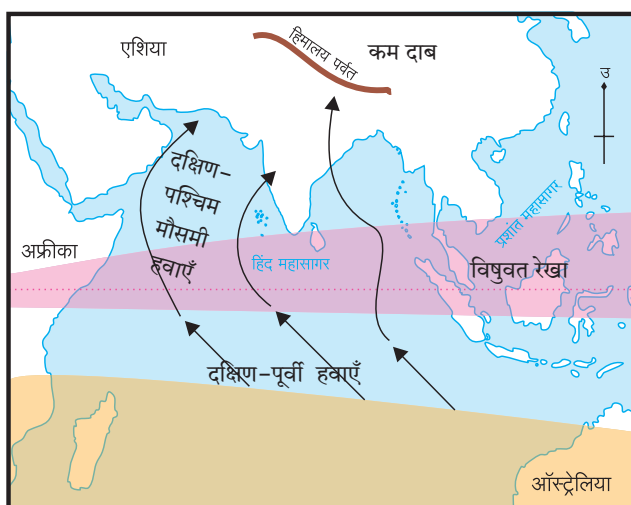 एशिया
हिमालय पर्वत
कम दाब
उ
दक्षिण-
पश्चिम
मौसमी
हवाएँ
अफ्रीका
हिंद महासागर
प्रशांत महासागर
विषुवत रेखा
दक्षिण-पूर्वी हवाएँ
ऑस्ट्रेलिया